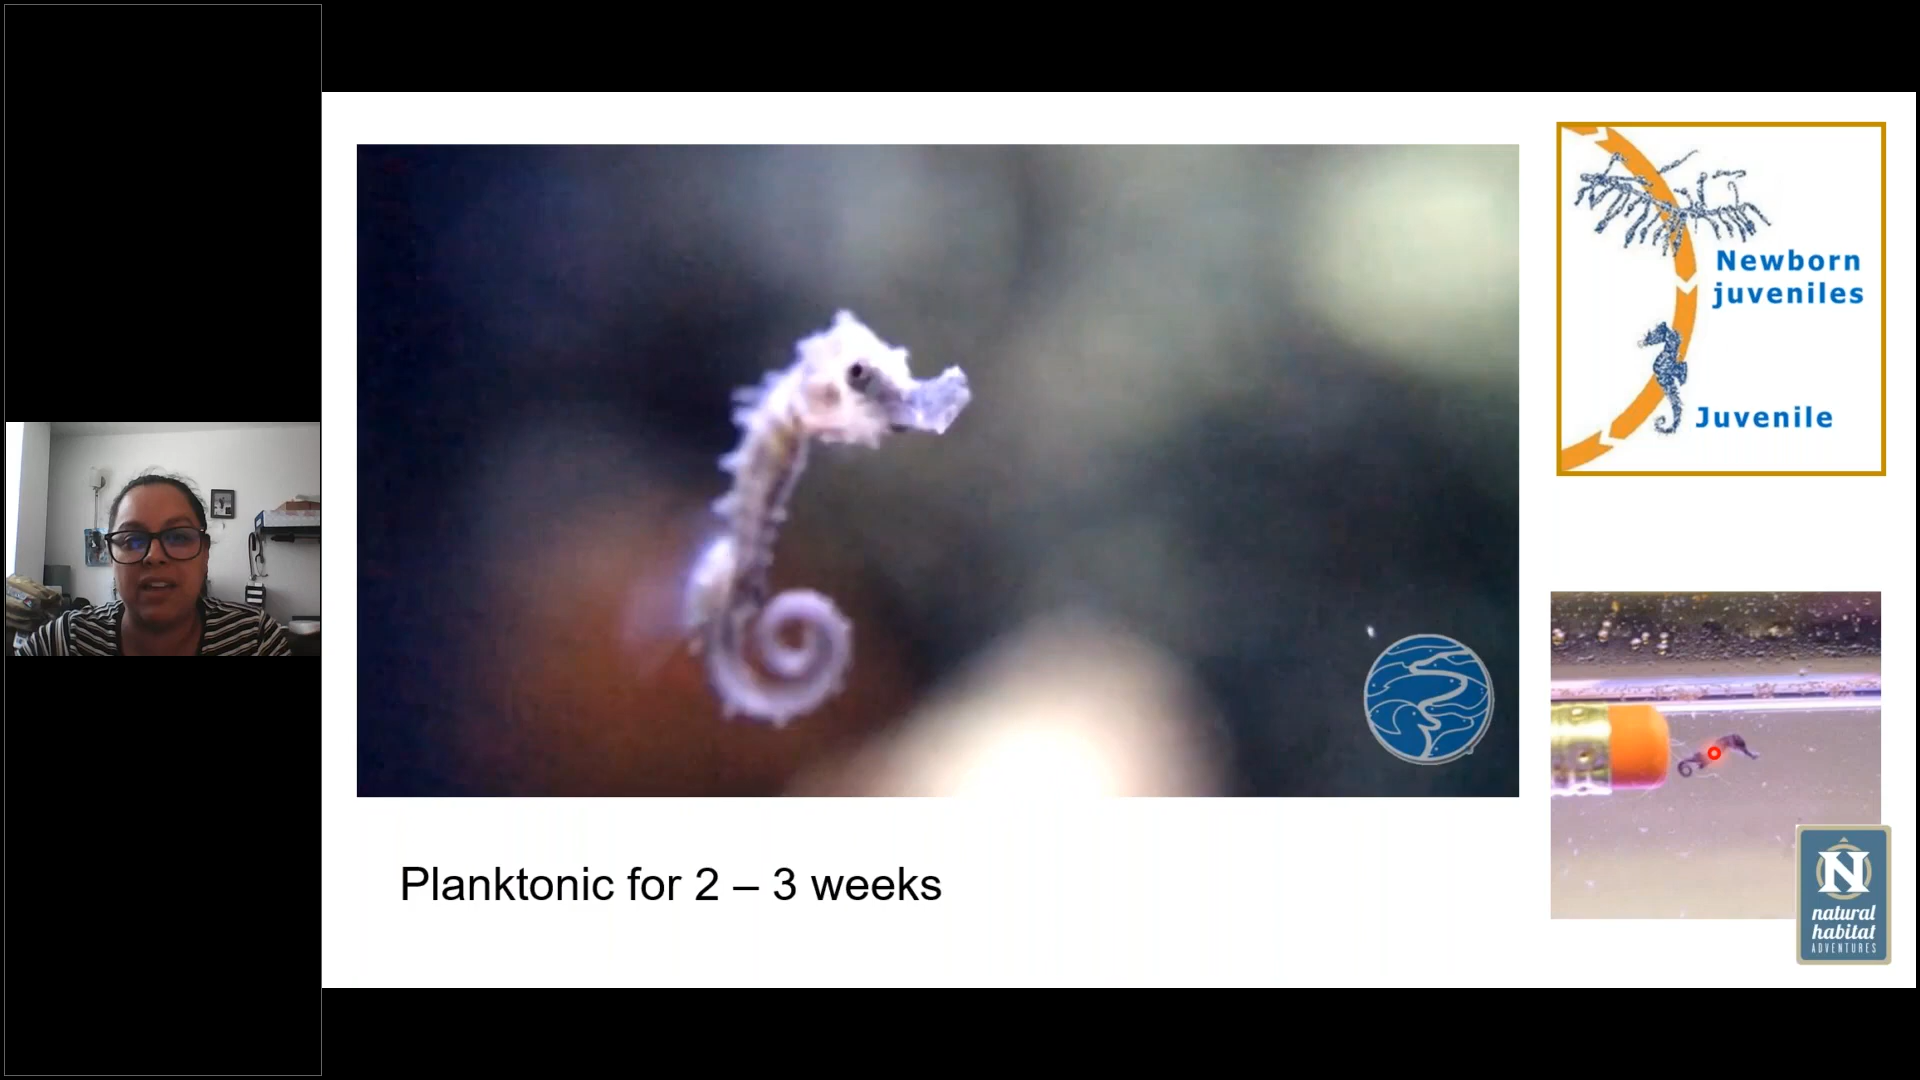 Newborn
juveniles
Juvenile
Planktonic for 2 – 3 weeks
N
natural
habitat
ADVENTURES